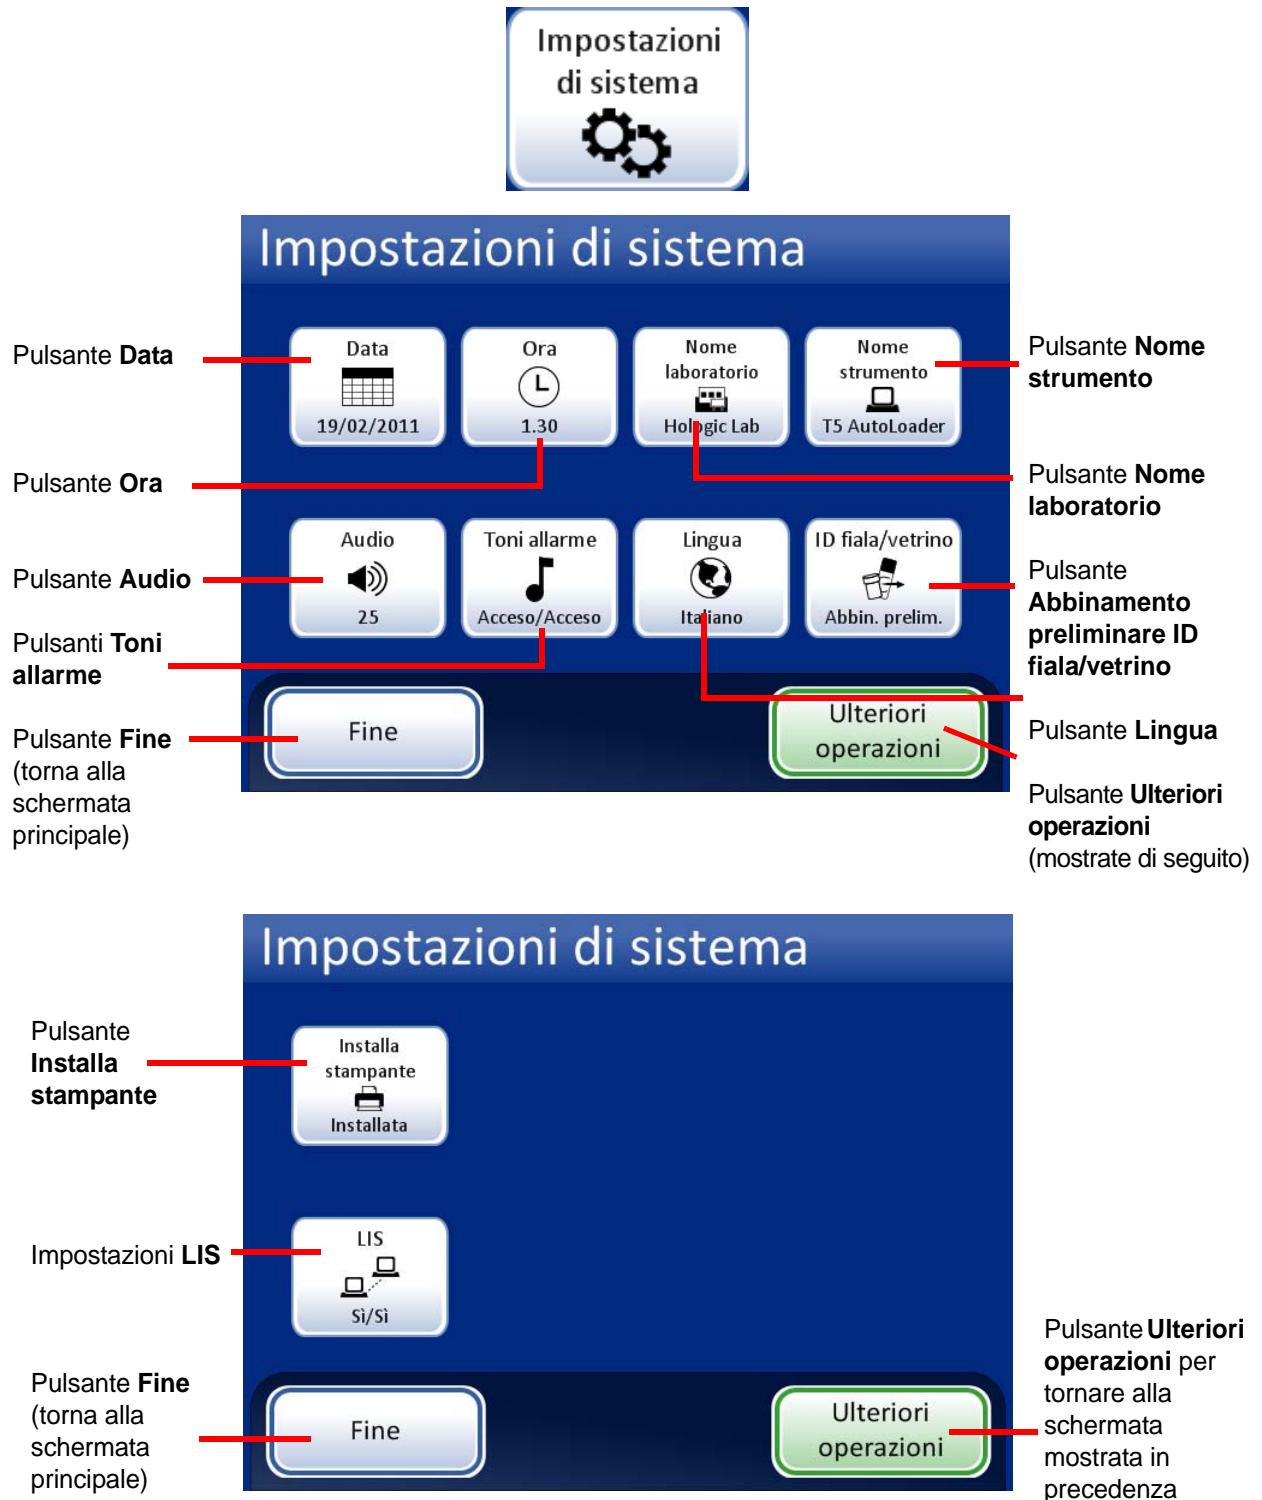 Impostazioni
di sistema
Impostazioni di sistema
Pulsante Data
Pulsante Ora
Pulsante Audio
Pulsanti Toni
allarme
Pulsante Fine
(torna alla
schermata
principale)
Data
19/02/2011
Ora
1.30
Nome
laboratorio
Hologic Lab
Nome
strumento
T5 AutoLoader
Audio
25
Toni allarme
Acceso/Acceso
Lingua
Italiano
ID fiala/vetrino
Abbin. prelim.
Fine
Ulteriori
operazioni
Pulsante Nome
strumento
Pulsante Nome
laboratorio
Pulsante
Abbinamento
preliminare ID
fiala/vetrino
Pulsante Lingua
Pulsante Ulteriori
operazioni
(mostrate di seguito)
Impostazioni di sistema
Pulsante
Installa
stampante
Impostazioni LIS
Pulsante Fine
(torna alla
schermata
principale)
Installa
stampante
Installata
LIS
Sì/Sì
Fine
Ulteriori
operazioni
Pulsante Ulteriori
operazioni per
tornare alla
schermata
mostrata in
precedenza